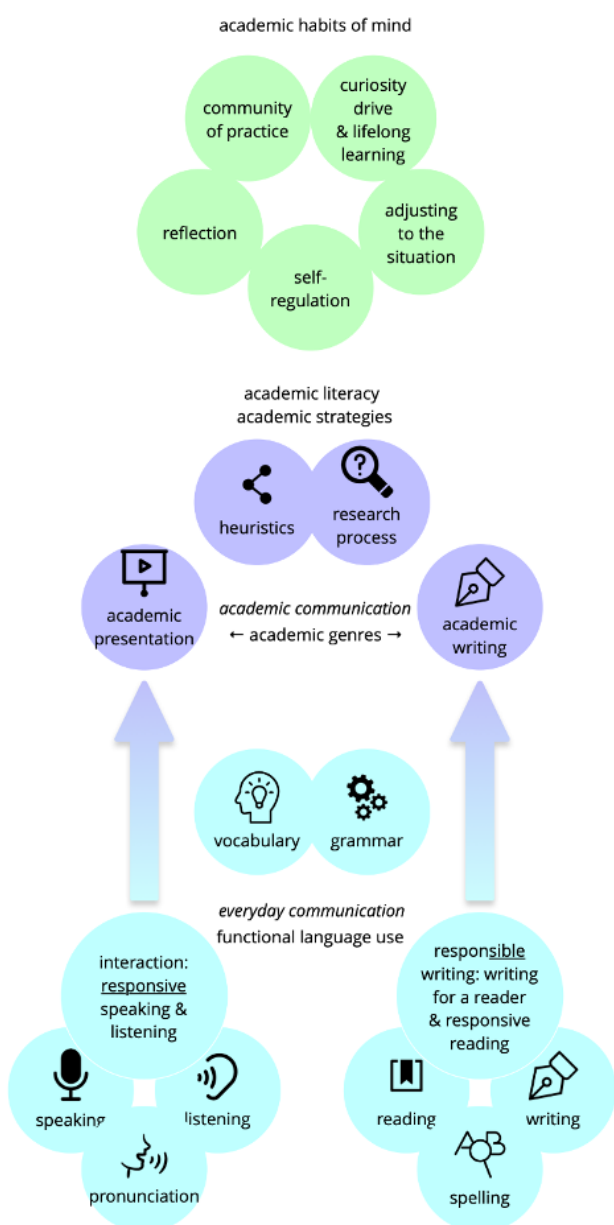 academic habits of mind
community
of practice
curiosity
drive
& lifelong
learning
reflection
adjusting
to the
situation
self-
regulation
academic literacy
academic strategies
heuristics
research
process
academic
presentation
academic communication
← academic genres →
academic
writing
vocabulary
grammar
everyday communication
functional language use
interaction:
responsive
speaking &
listening
responsible
writing: writing
for a reader
& responsive
reading
speaking
listening
pronunciation
reading
writing
A B
spelling